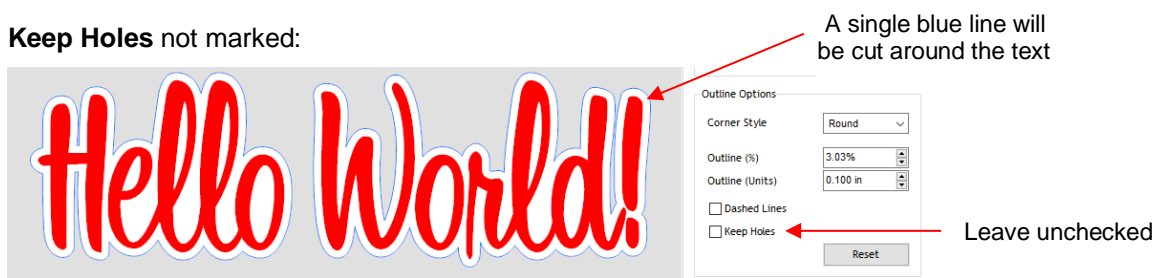 A single blue line will
be cut around the text
Keep Holes not marked:
Hello World!
Outline Options
Corner Style Round
Outline (%) 3.03%
Outline (Units) 0.100 in
Dashed Lines
Keep Holes
Leave unchecked
Reset